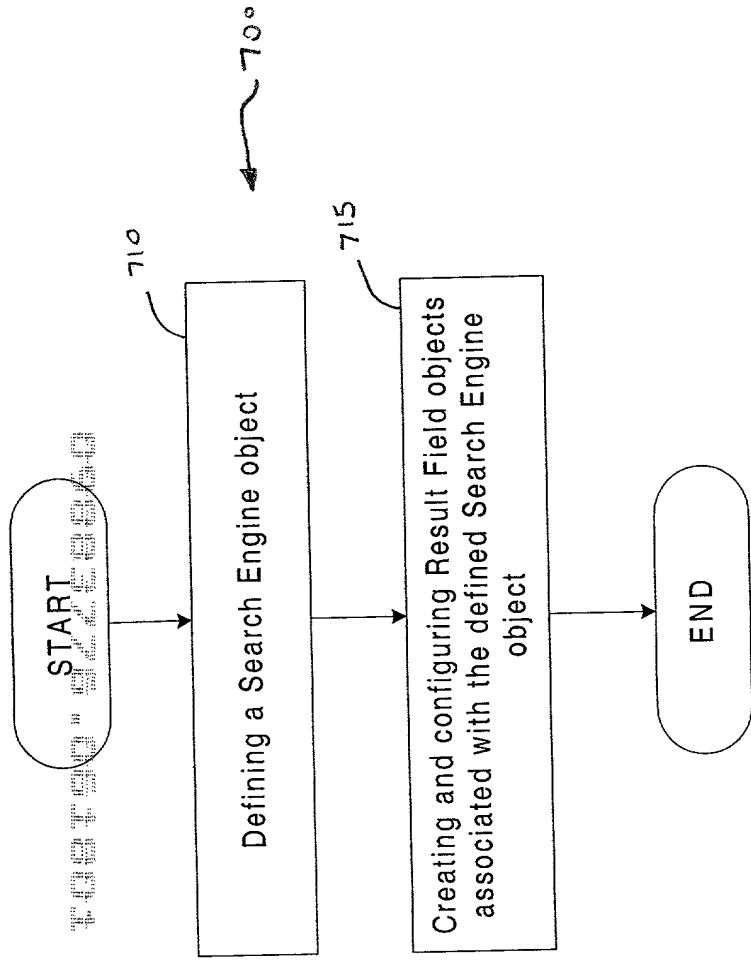 START
710
Defining a Search Engine object
700
715
Creating and configuring Result Field objects
associated with the defined Search Engine
object
END